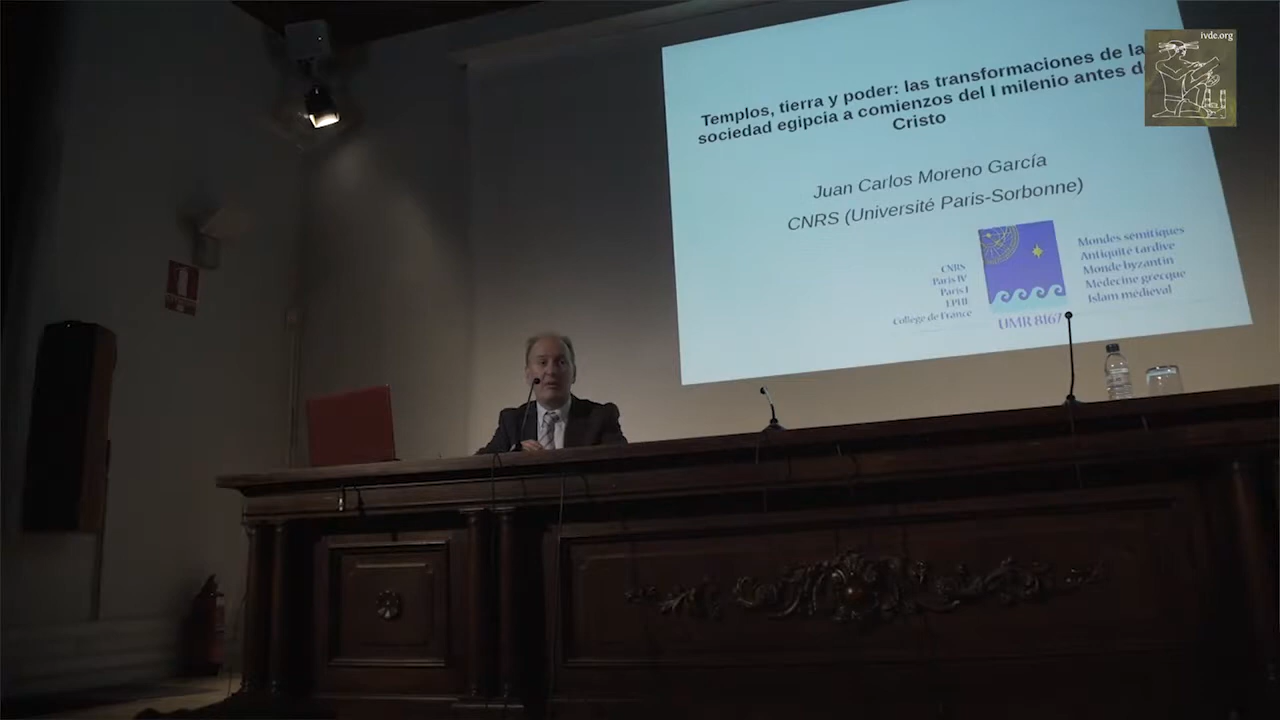 ivde.org
Templos, tierra y poder: las transformaciones de la
sociedad egipcia a comienzos del I milenio antes de
Cristo
Juan Carlos Moreno García
CNRS (Université Paris-Sorbonne)
CNRS
Paris IV
Paris I
EPHE
Collège de France
UMR 8167
Mondes sémitiques
Antiquité tardive
Monde byzantin
Médecine grecque
Islam médiéval